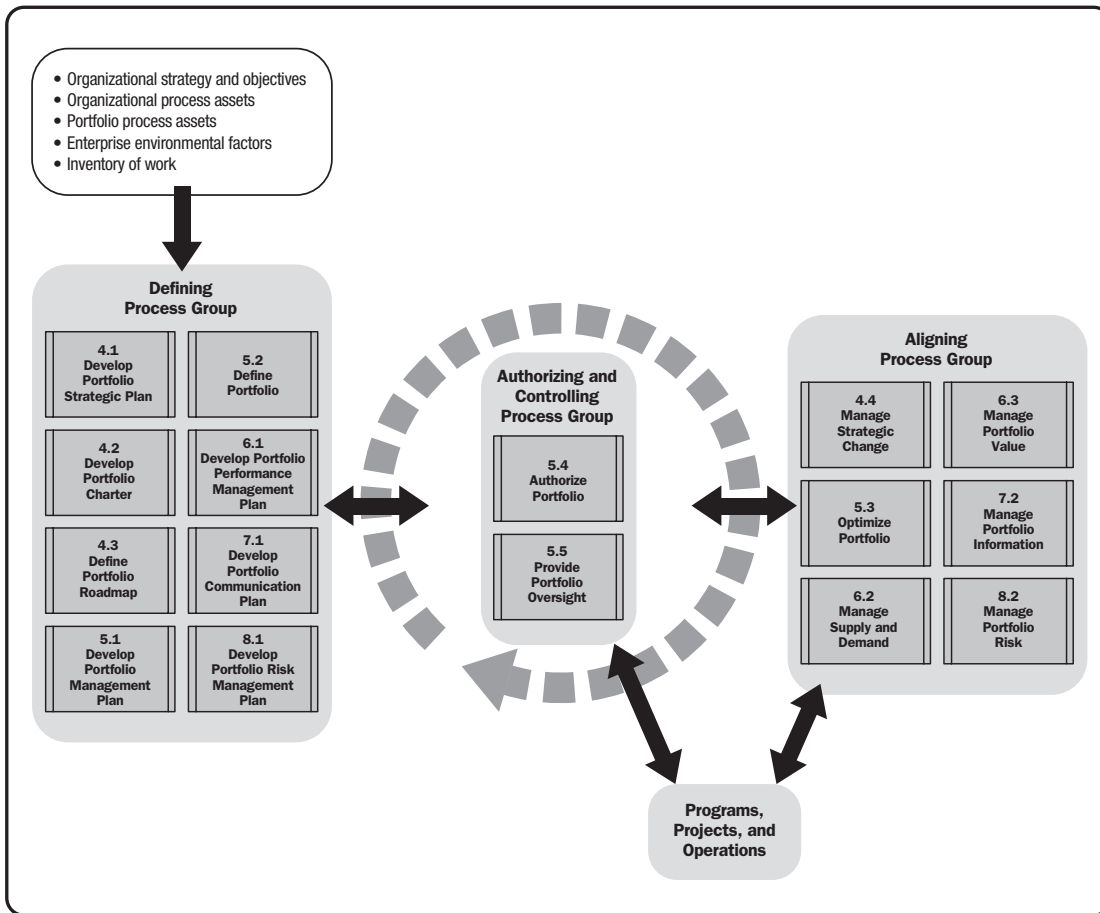 • Organizational strategy and objectives
• Organizational process assets
• Portfolio process assets
• Enterprise environmental factors
• Inventory of work
Defining
Process Group
4.1
Develop
Portfolio
Strategic Plan
5.2
Define
Portfolio
4.2
Develop
Portfolio
Charter
6.1
Develop Portfolio
Performance
Management
Plan
4.3
Define
Portfolio
Roadmap
7.1
Develop
Portfolio
Communication
Plan
5.1
Develop
Portfolio
Management
Plan
8.1
Develop
Portfolio Risk
Management
Plan
Authorizing and
Controlling
Process Group
5.4
Authorize
Portfolio
5.5
Provide
Portfolio
Oversight
Aligning
Process Group
4.4
Manage
Strategic
Change
6.3
Manage
Portfolio
Value
5.3
Optimize
Portfolio
7.2
Manage
Portfolio
Information
6.2
Manage
Supply and
Demand
8.2
Manage
Portfolio
Risk
Programs,
Projects, and
Operations